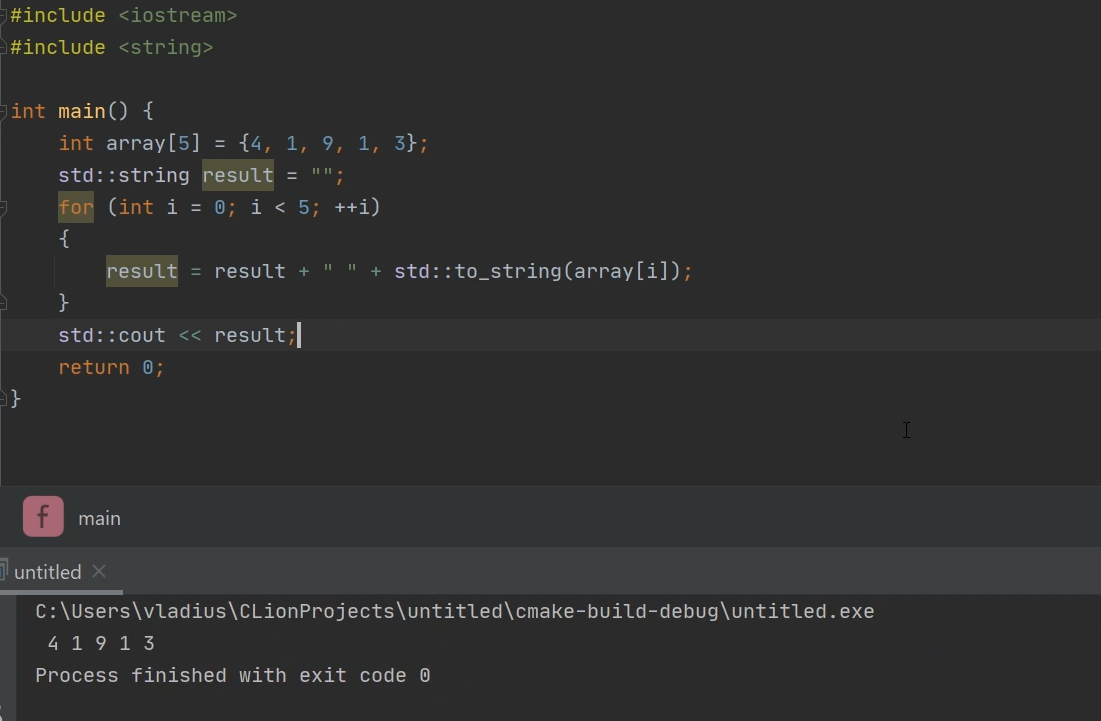 #include <iostream>
#include <string>
int main() {
    int array[5] = {4, 1, 9, 1, 3};
    std::string result = "";
    for (int i = 0; i < 5; ++i)
    {
        result = result + " " + std::to_string(array[i]);
    }
    std::cout << result;
    return 0;
}
f main
untitled
C:\Users\vladius\CLionProjects\untitled\cmake-build-debug\untitled.exe
 4 1 9 1 3
Process finished with exit code 0